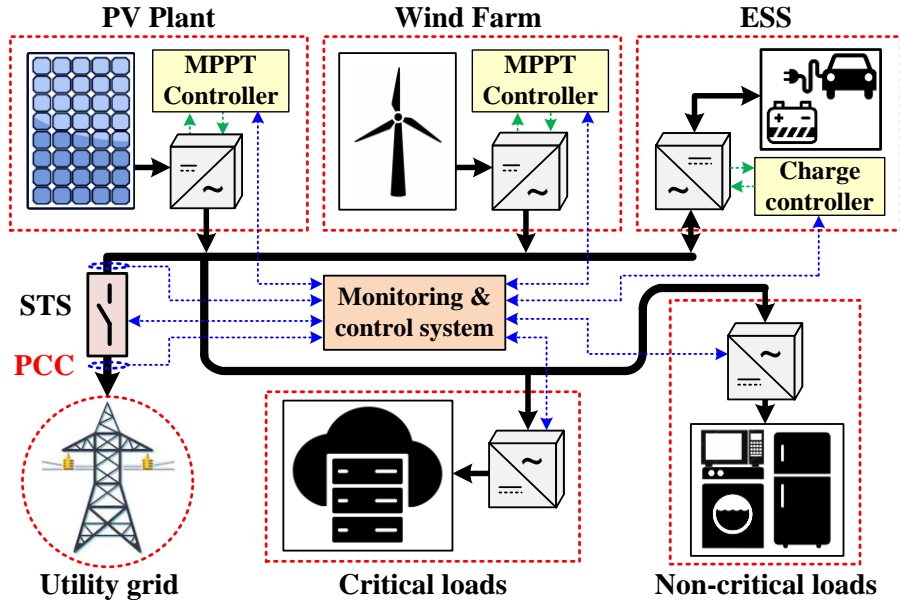 PV Plant
Wind Farm
ESS
MPPT
Controller
MPPT
Controller
Charge
controller
STS
Monitoring &
control system
PCC
Utility grid
Critical loads
Non-critical loads